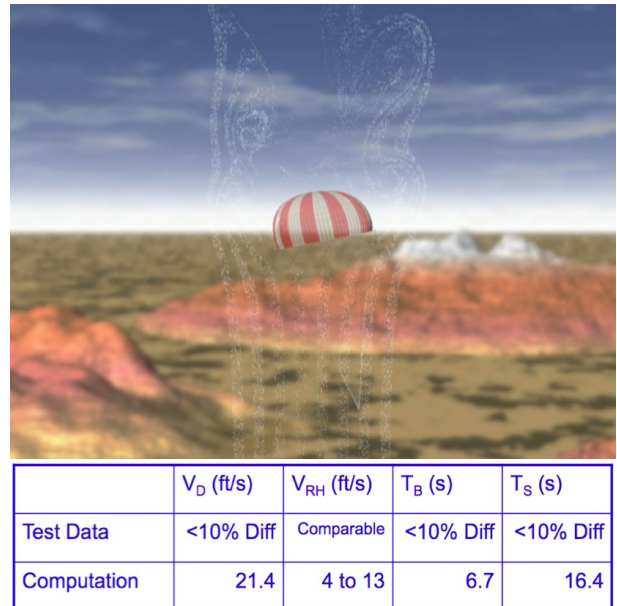 V_D (ft/s) V_RH (ft/s) T_B (s) T_S (s)
Test Data <10% Diff Comparable <10% Diff <10% Diff
Computation 21.4 4 to 13 6.7 16.4